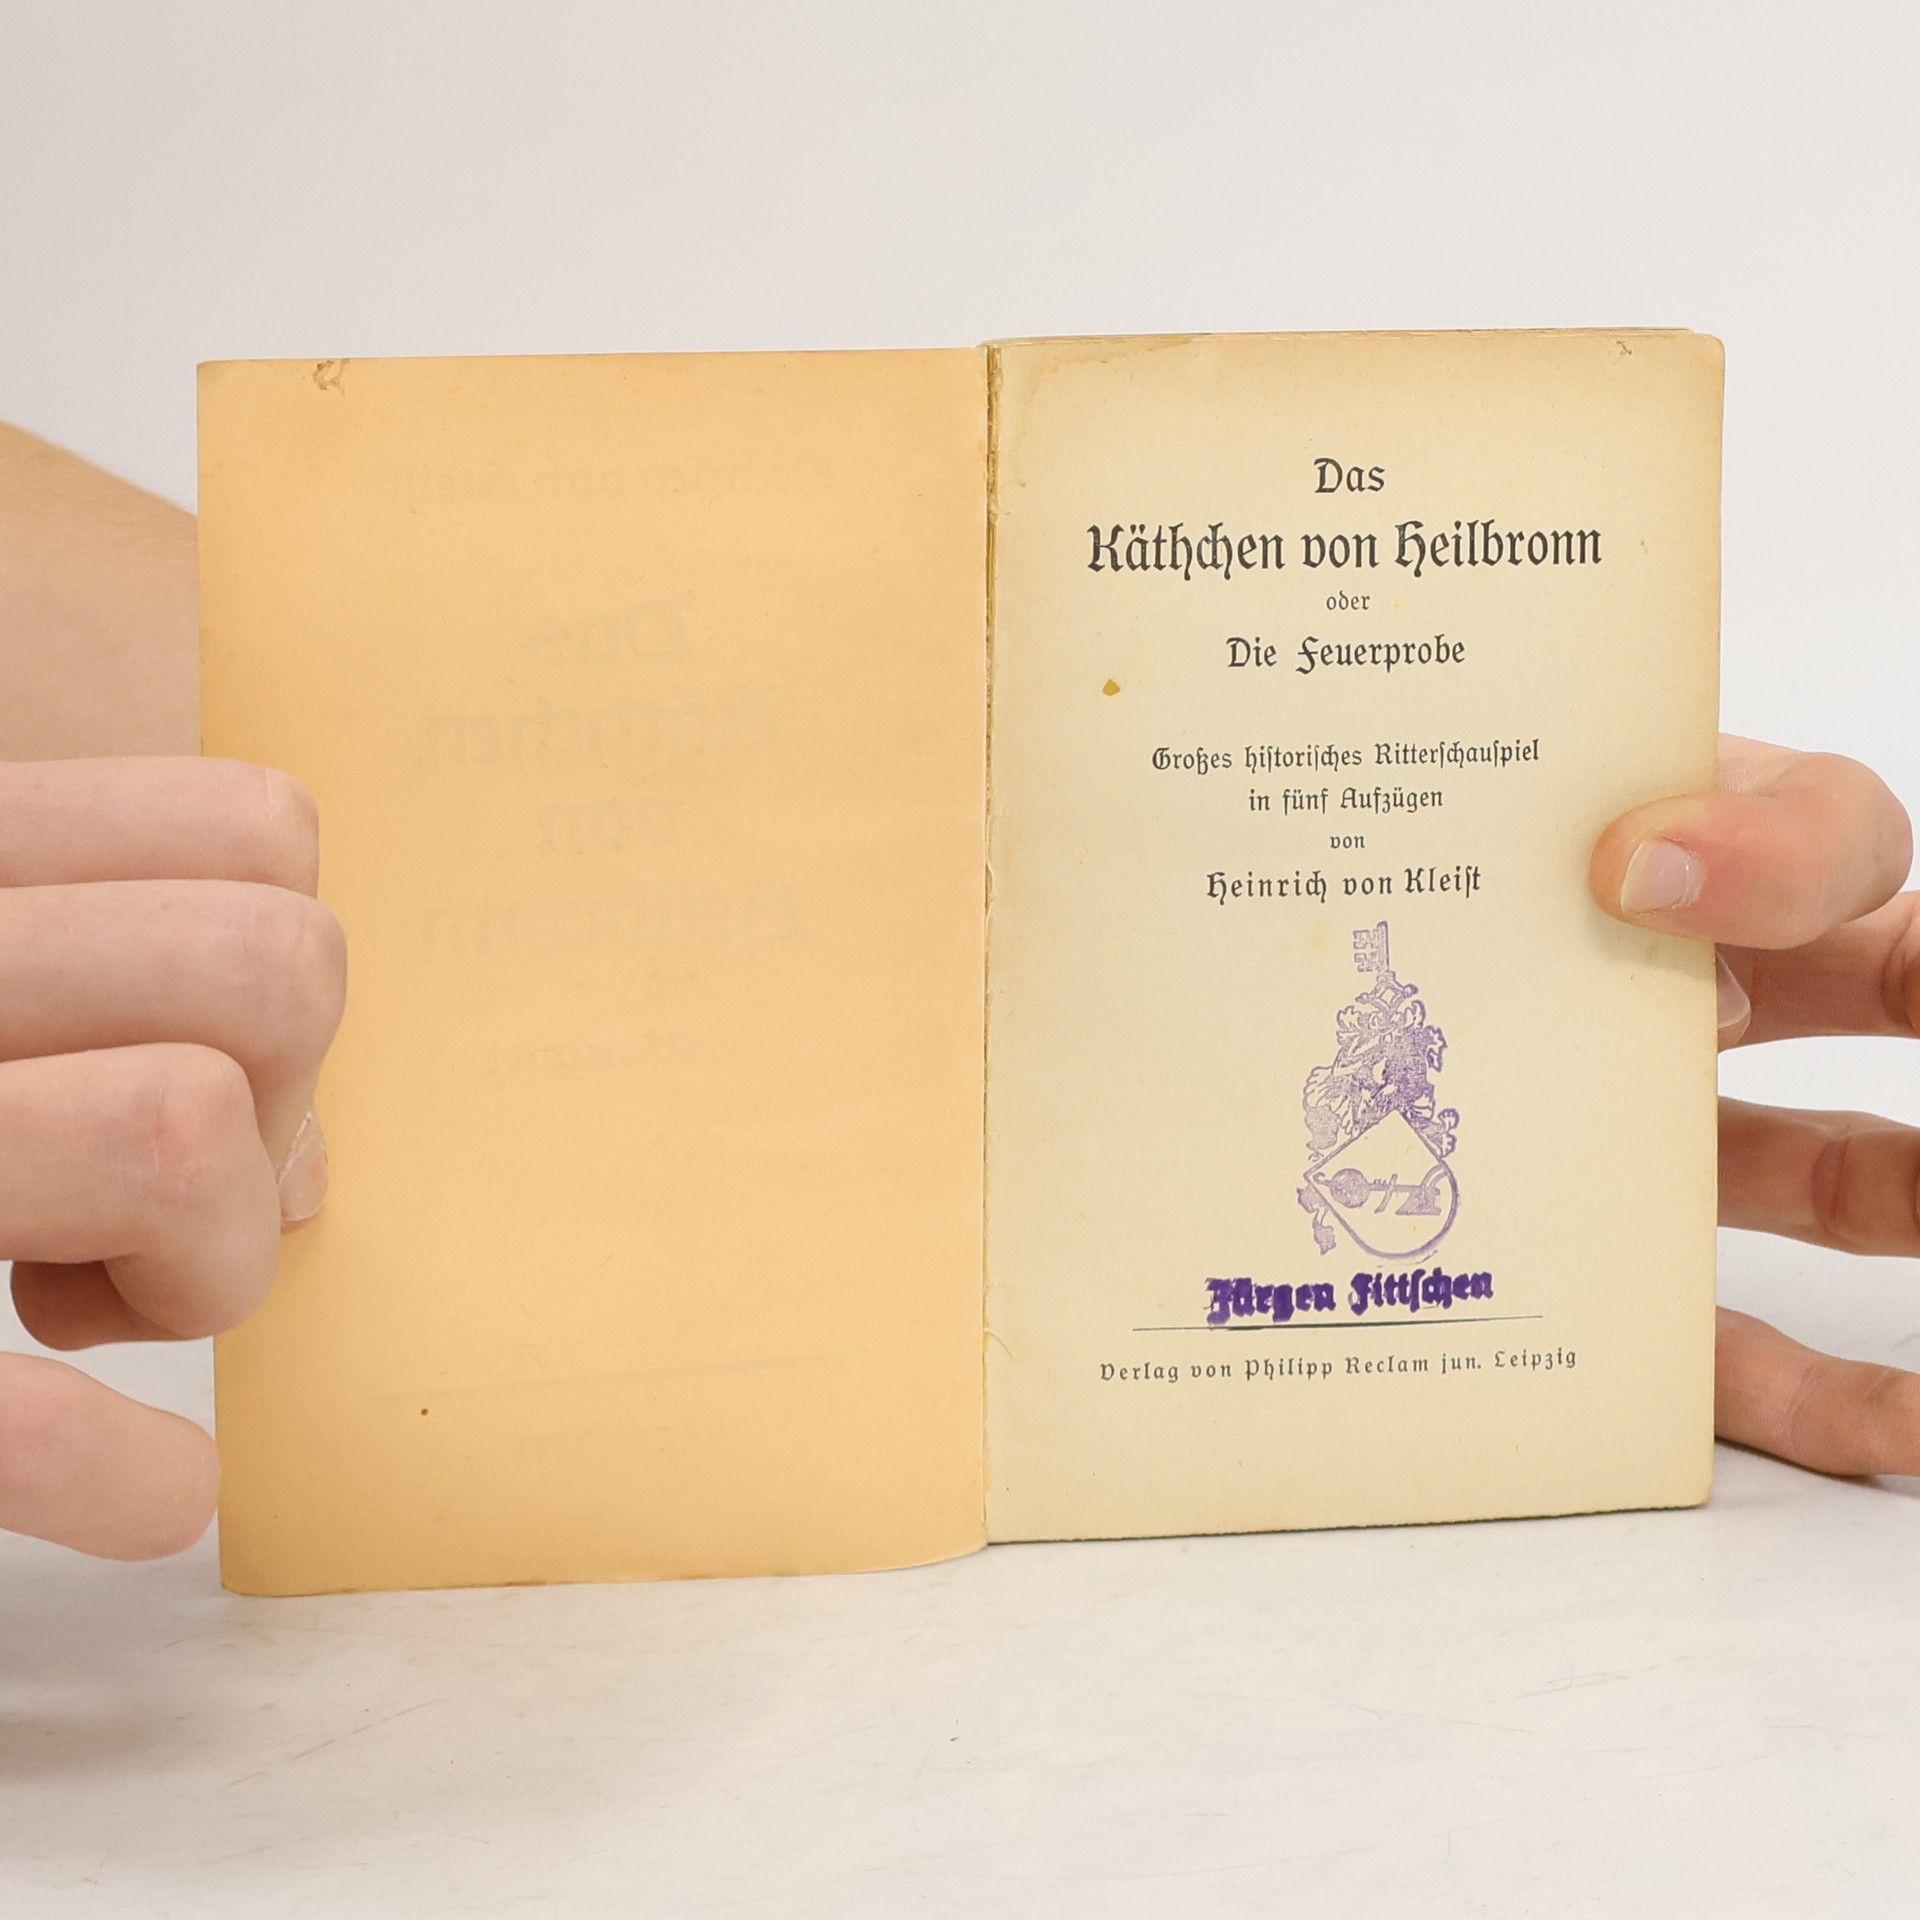 Das
Käthchen von Heilbronn
oder
Die Feuerprobe
Großes hiſtoriſches Ritterſchauſpiel
in fünf Aufzügen
von
Heinrich von Kleiſt
Jürgen Fittſchen
Verlag von Philipp Reclam jun. Leipzig